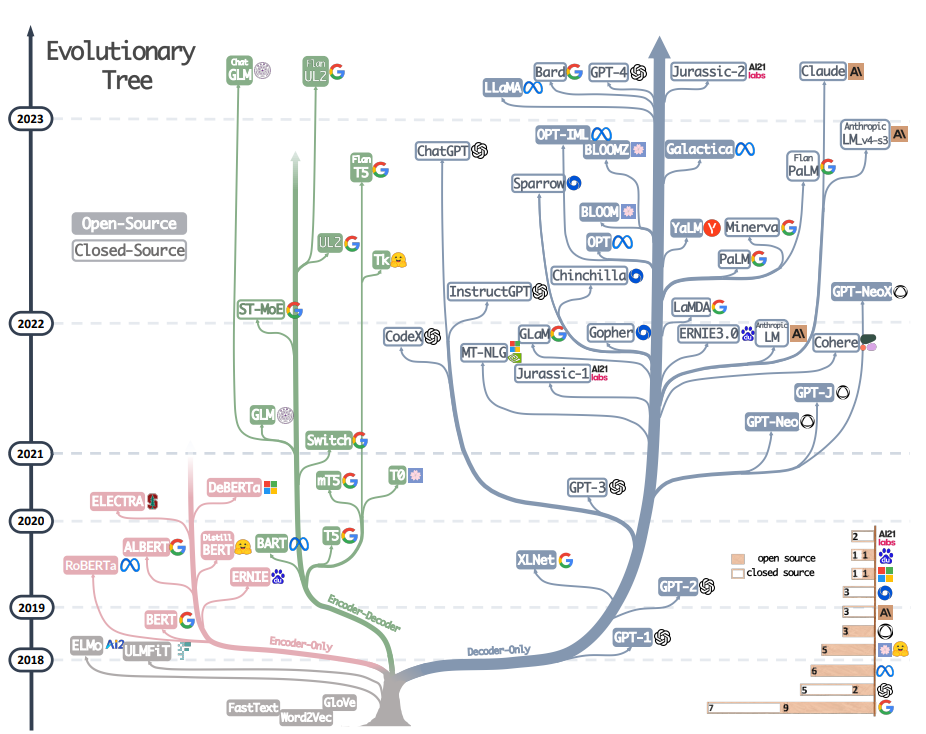 Evolutionary
Tree
2023
2022
2021
2020
2019
2018
Open-Source
Closed-Source
Chat
GLM
Flan
UL2
Flan
T5
UL2
Tk
ST-MoE
GLM
Switch
mT5
T0
BART
T5
Encoder-Decoder
ELECTRA
DeBERTa
ALBERT
Distill
BERT
RoBERTa
ERNIE
BERT
Encoder-Only
ELMo
Ai2
ULMFiT
FastText
Word2Vec
GloVe
Bard
GPT-4
Jurassic-2
AI21
labs
Claude
A\
LLaMA
Anthropic
LM_v4-s3
A\
OPT-IML
BLOOMZ
Galactica
ChatGPT
Flan
PaLM
Sparrow
BLOOM
YaLM
Y
Minerva
OPT
PaLM
Chinchilla
InstructGPT
GPT-NeoX
LaMDA
CodeX
GLaM
Gopher
ERNIE3.0
Anthropic
LM
A\
Cohere
MT-NLG
Jurassic-1
AI21
labs
GPT-J
GPT-Neo
GPT-3
XLNet
GPT-2
GPT-1
Decoder-Only
open source
closed source
2
AI21
labs
1 1
1 1
3
3
A\
3
5
6
5 2
7 9